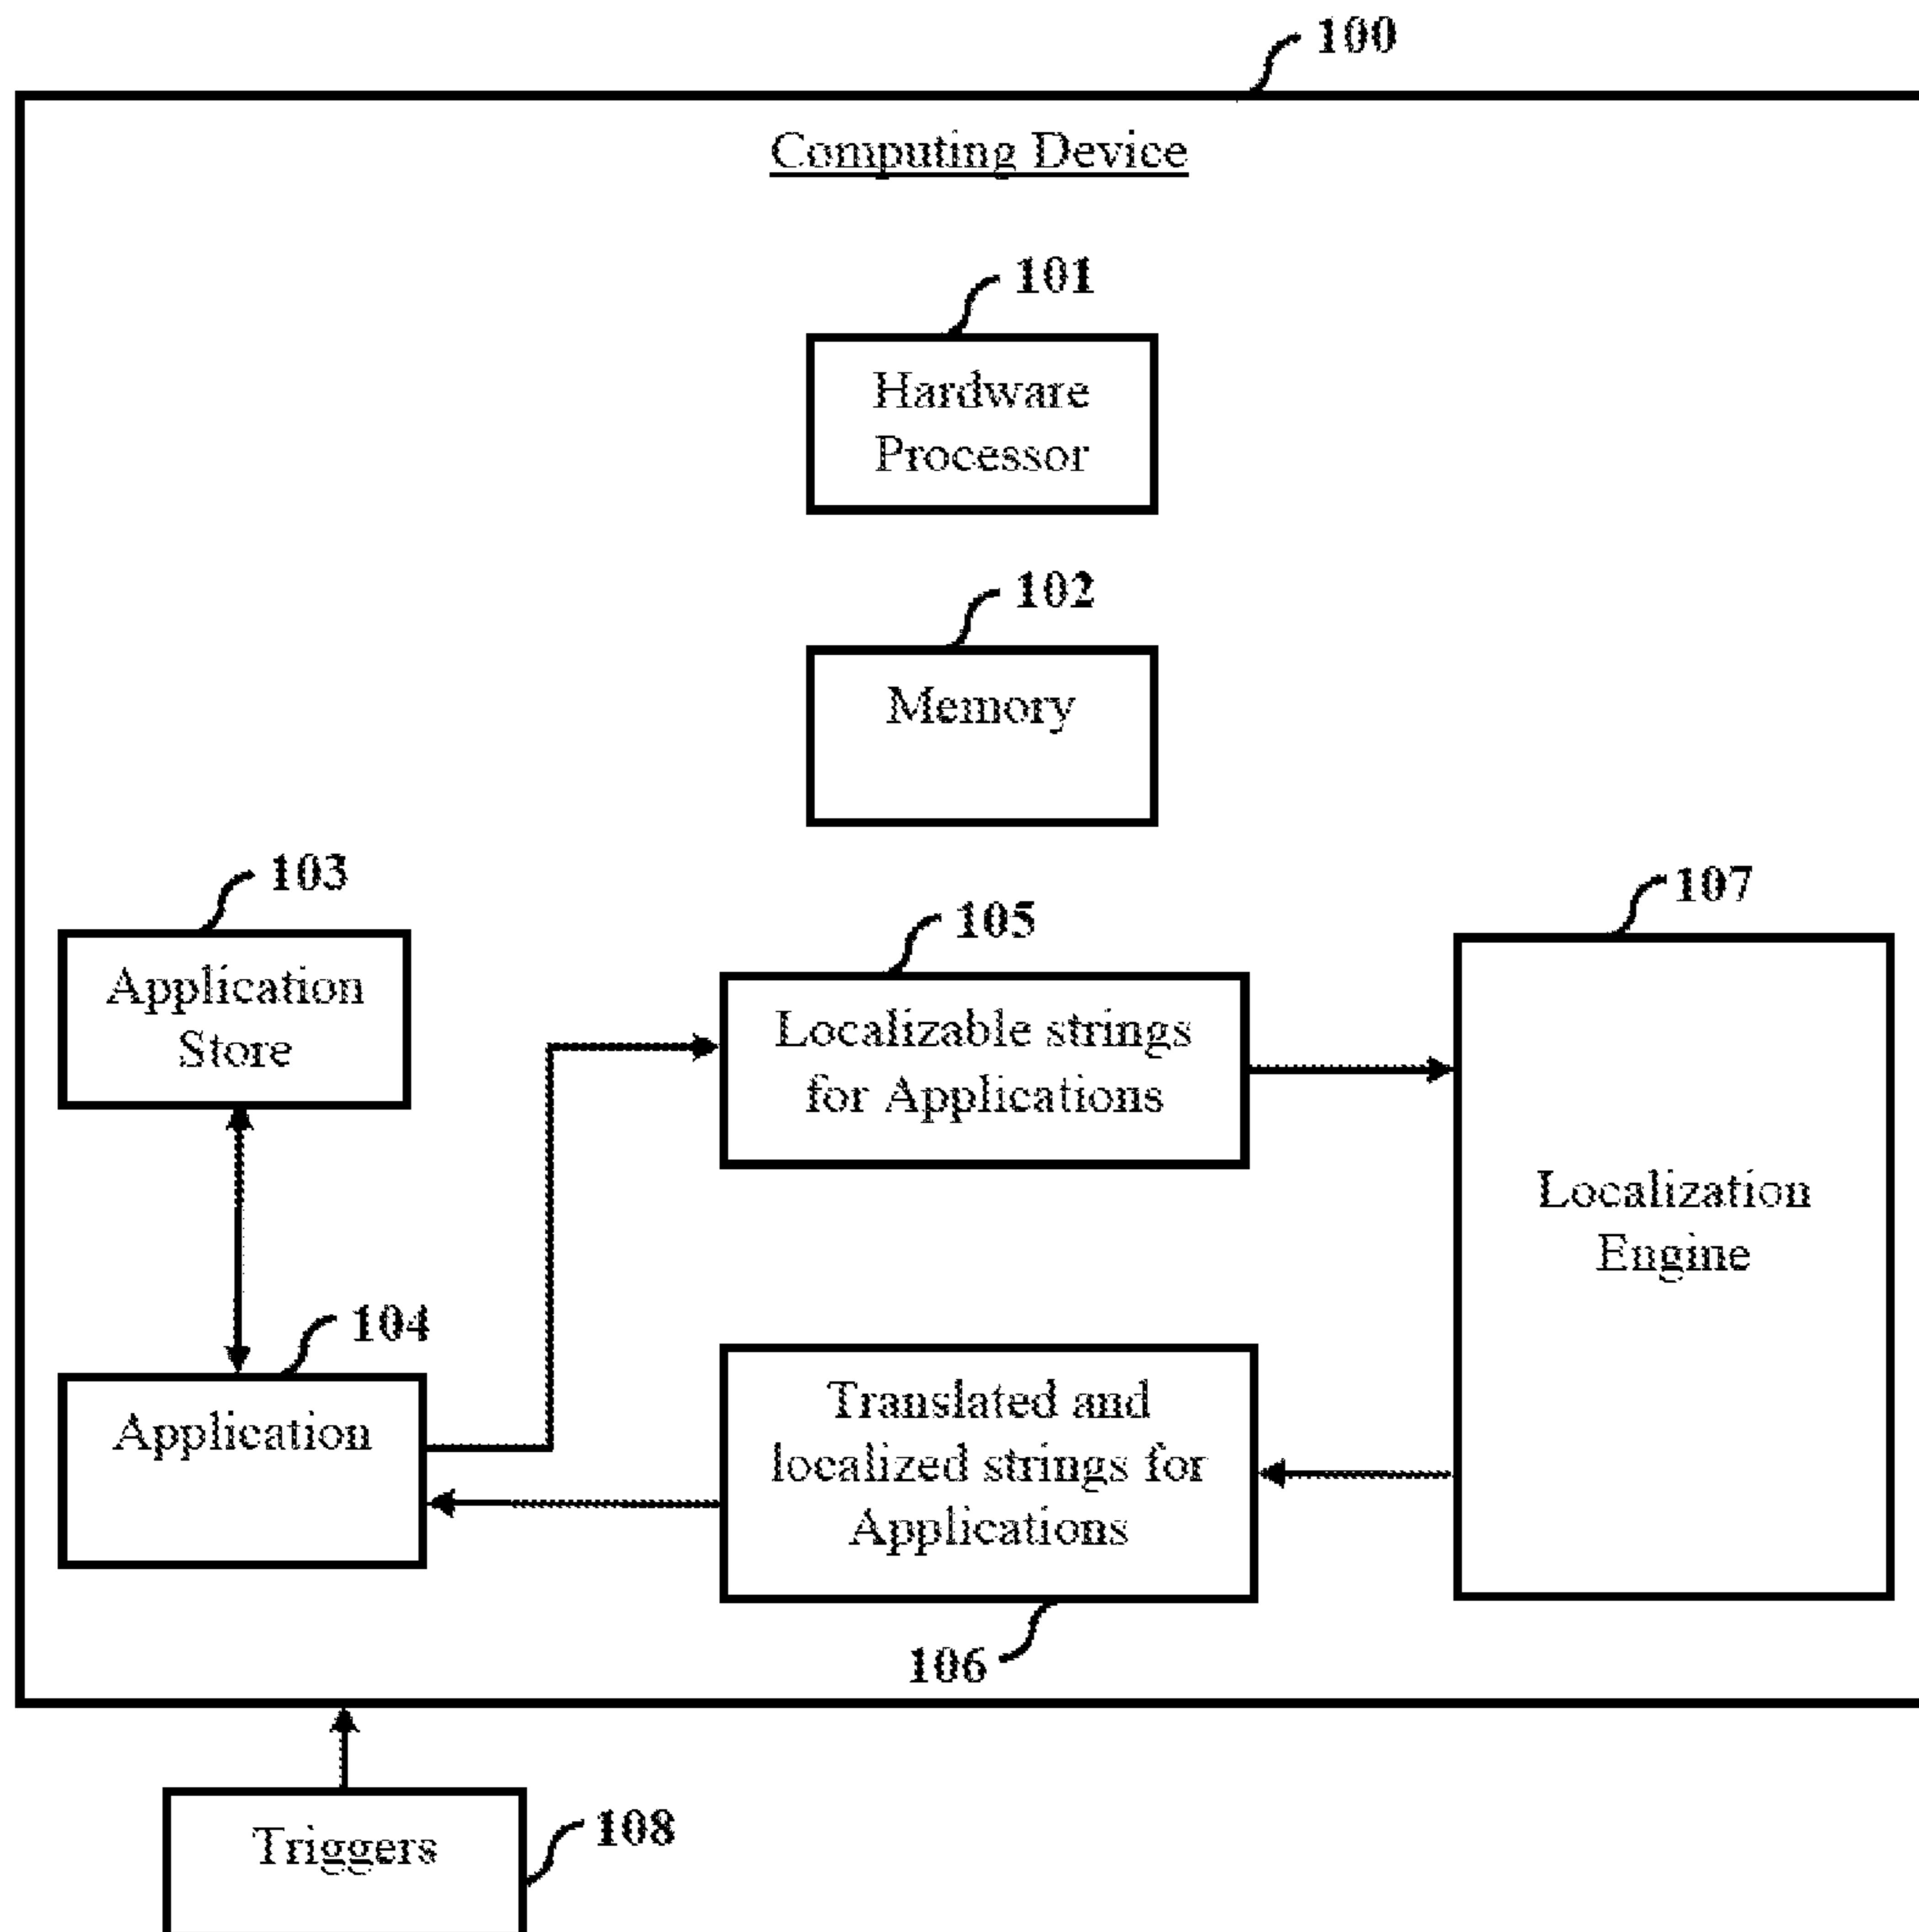 100
Computing Device
101
Hardware
Processor
102
Memory
103
Application
Store
105
Localizable strings
for Applications
107
Localization
Engine
104
Application
Translated and
localized strings for
Applications
106
Triggers
108